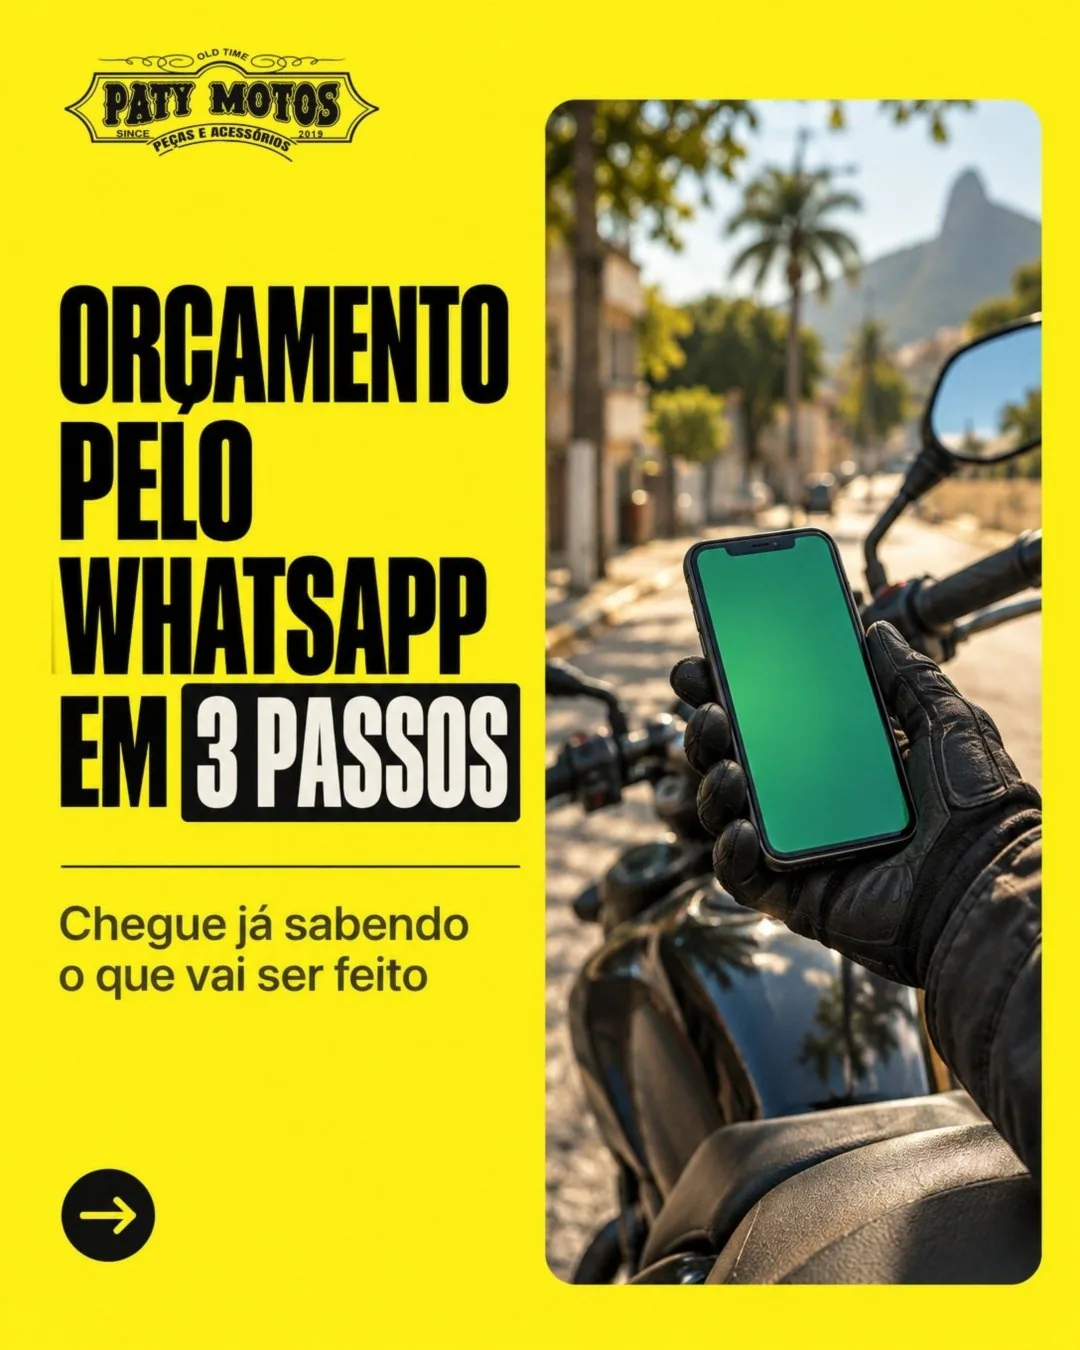 OLD TIME
PATY MOTOS
SINCE 2019
PEÇAS E ACESSÓRIOS
ORÇAMENTO
PELO
WHATSAPP
EM 3 PASSOS
Chegue já sabendo
o que vai ser feito